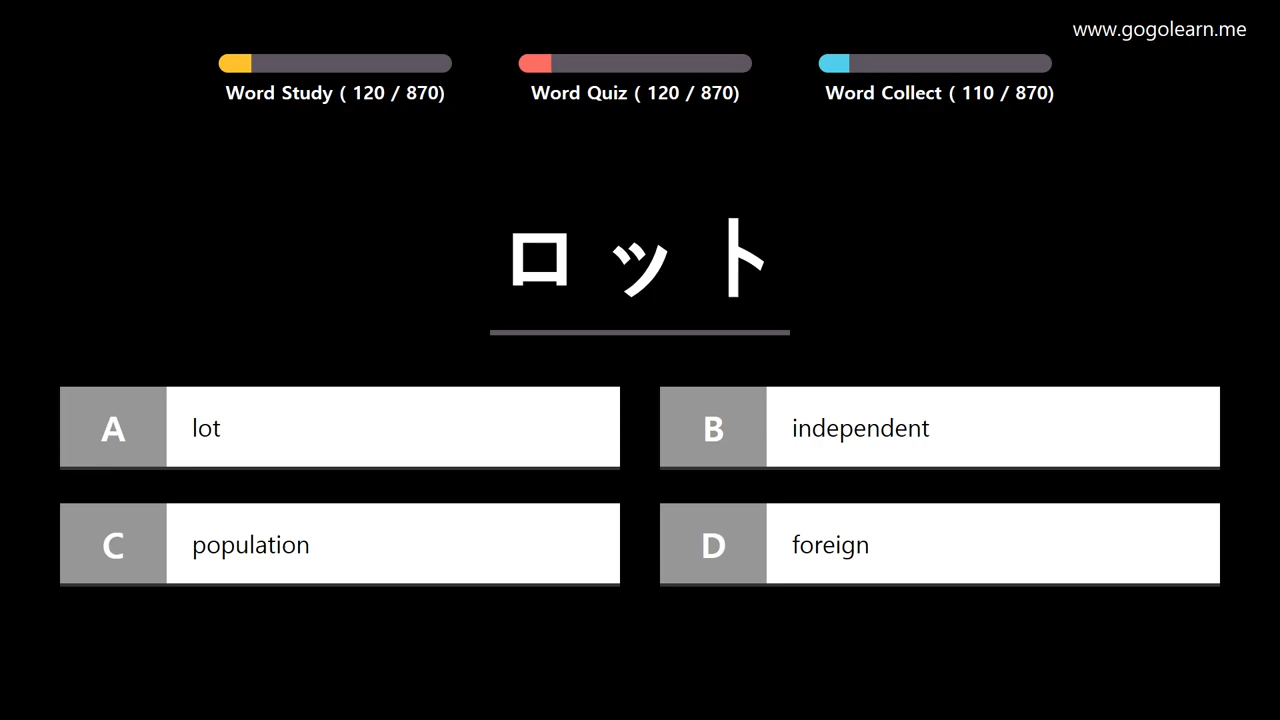 www.gogolearn.me
Word Study ( 120 / 870)
Word Quiz ( 120 / 870)
Word Collect ( 110 / 870)
ロット
A lot
B independent
C population
D foreign